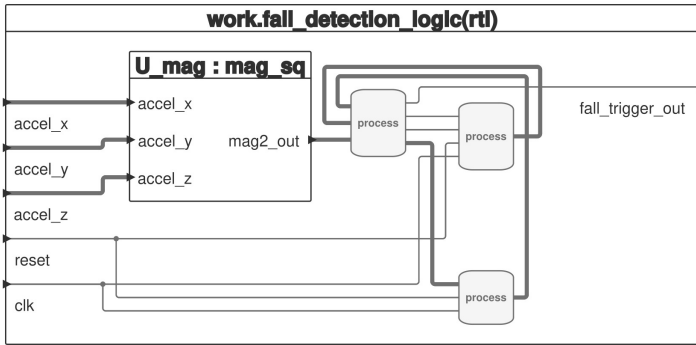 work.fall_detection_logic(rtl)
U_mag : mag_sq
accel_x
accel_y
mag2_out
accel_z
accel_x
accel_y
accel_z
reset
clk
process
process
process
fall_trigger_out